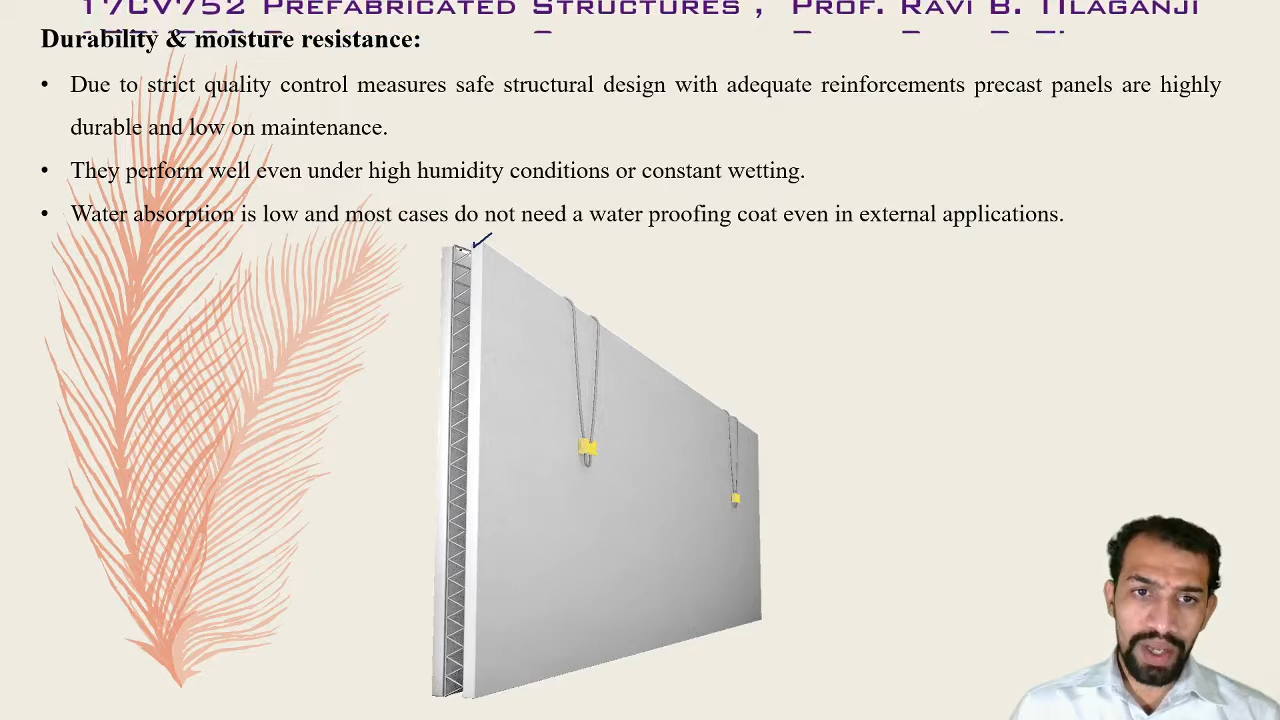 17CV752 Prefabricated Structures , Prof. Ravi B. Tilaganji
Durability & moisture resistance:
• Due to strict quality control measures safe structural design with adequate reinforcements precast panels are highly
durable and low on maintenance.
• They perform well even under high humidity conditions or constant wetting.
• Water absorption is low and most cases do not need a water proofing coat even in external applications.